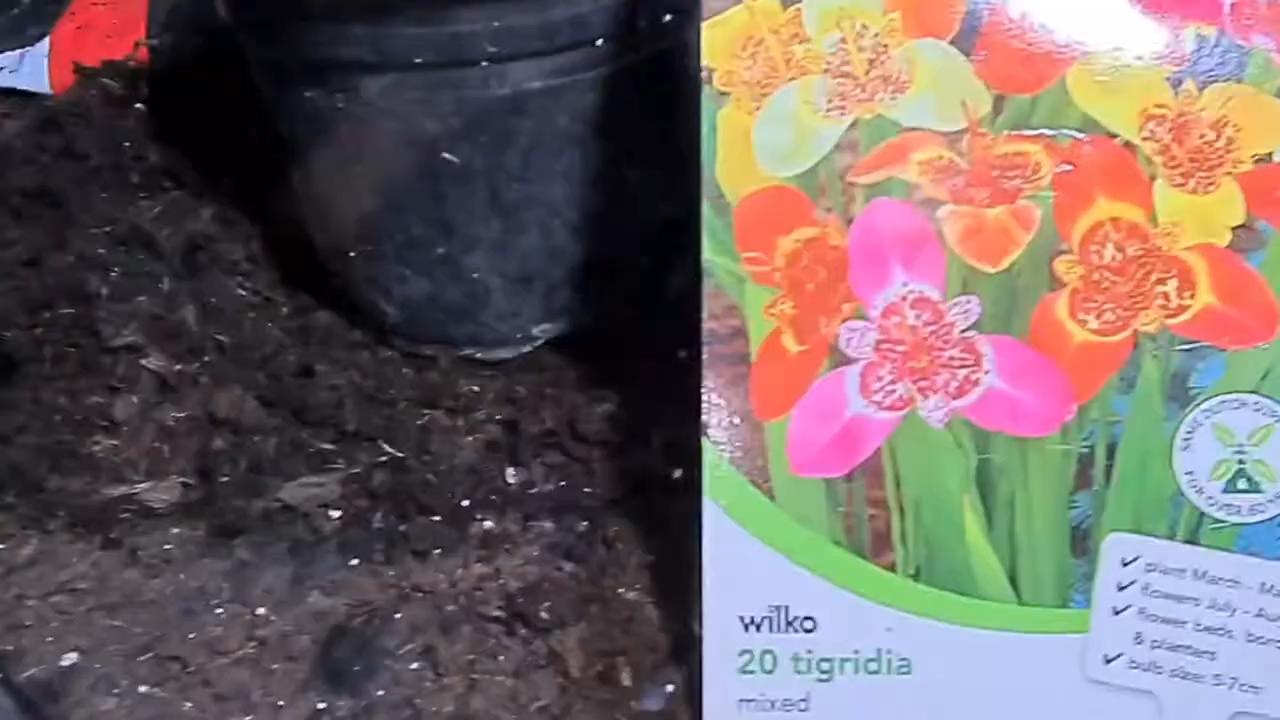 wilko
20 tigridia
mixed
plant March - Ma
flowers July - Au
flower beds, bor
& planters
bulb size: 5-7cm